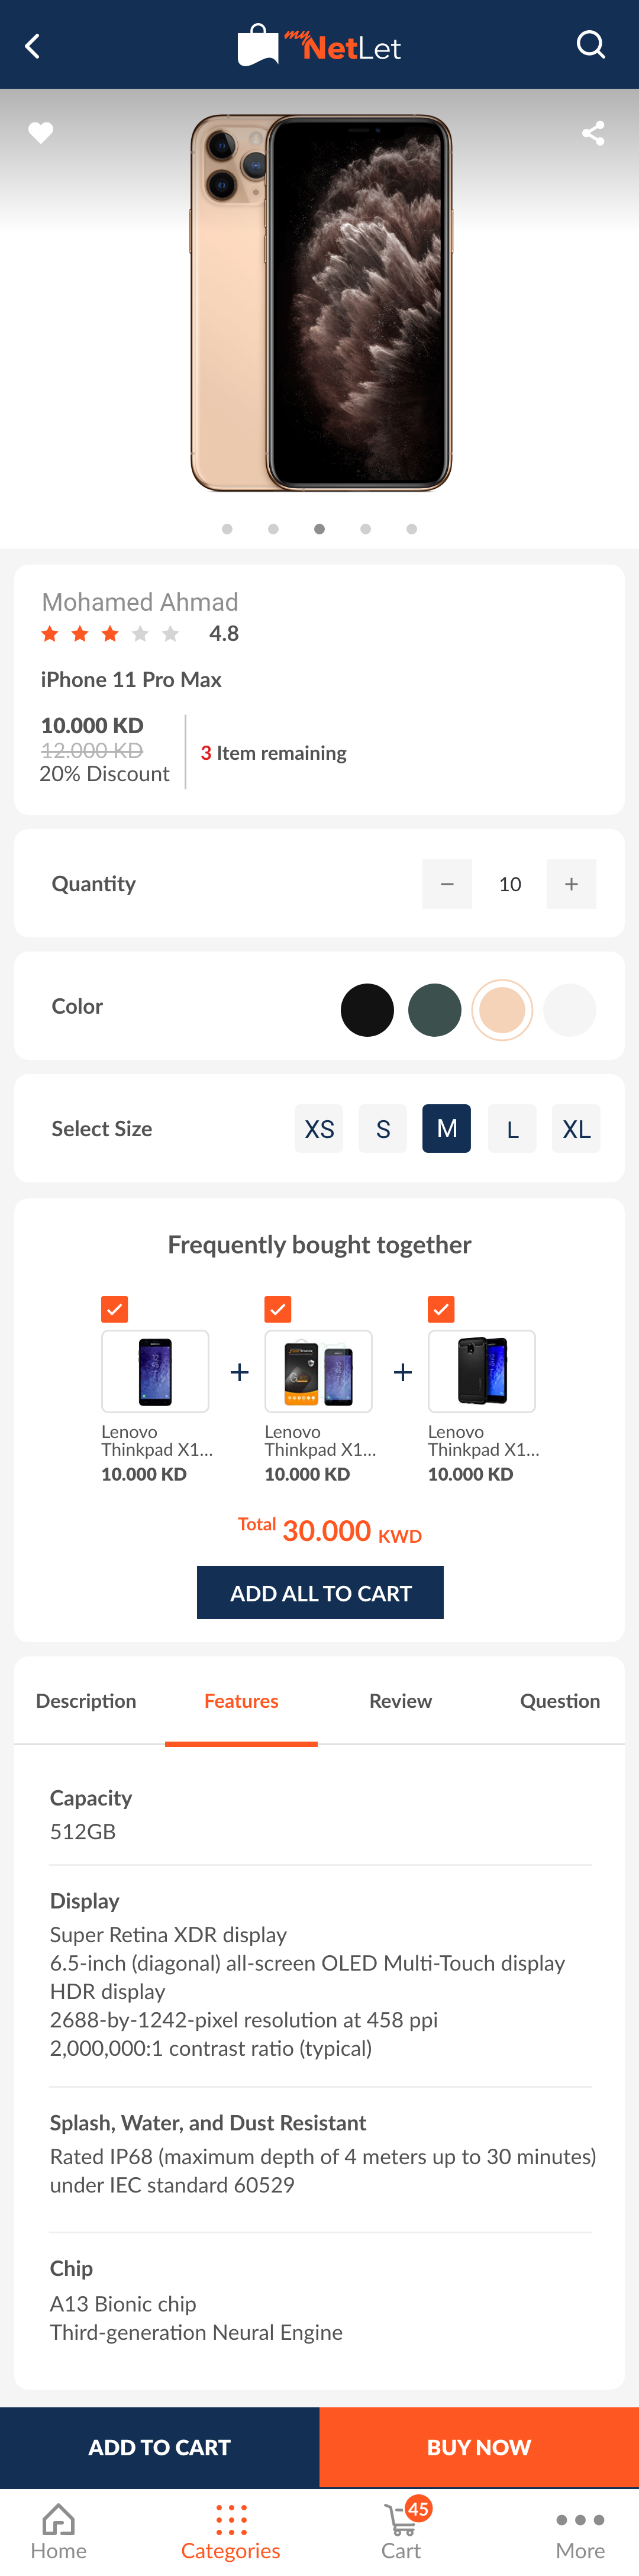 my NetLet
Mohamed Ahmad
4.8
iPhone 11 Pro Max
10.000 KD
12.000 KD
20% Discount
3 Item remaining
Quantity
− 10 +
Color
Select Size
XS S M L XL
Frequently bought together
+ +
Lenovo Lenovo Lenovo
Thinkpad X1... Thinkpad X1... Thinkpad X1...
10.000 KD 10.000 KD 10.000 KD
Total 30.000 KWD
ADD ALL TO CART
Description Features Review Question
Capacity
512GB
Display
Super Retina XDR display
6.5-inch (diagonal) all-screen OLED Multi-Touch display
HDR display
2688-by-1242-pixel resolution at 458 ppi
2,000,000:1 contrast ratio (typical)
Splash, Water, and Dust Resistant
Rated IP68 (maximum depth of 4 meters up to 30 minutes)
under IEC standard 60529
Chip
A13 Bionic chip
Third-generation Neural Engine
ADD TO CART BUY NOW
45
Home Categories Cart More